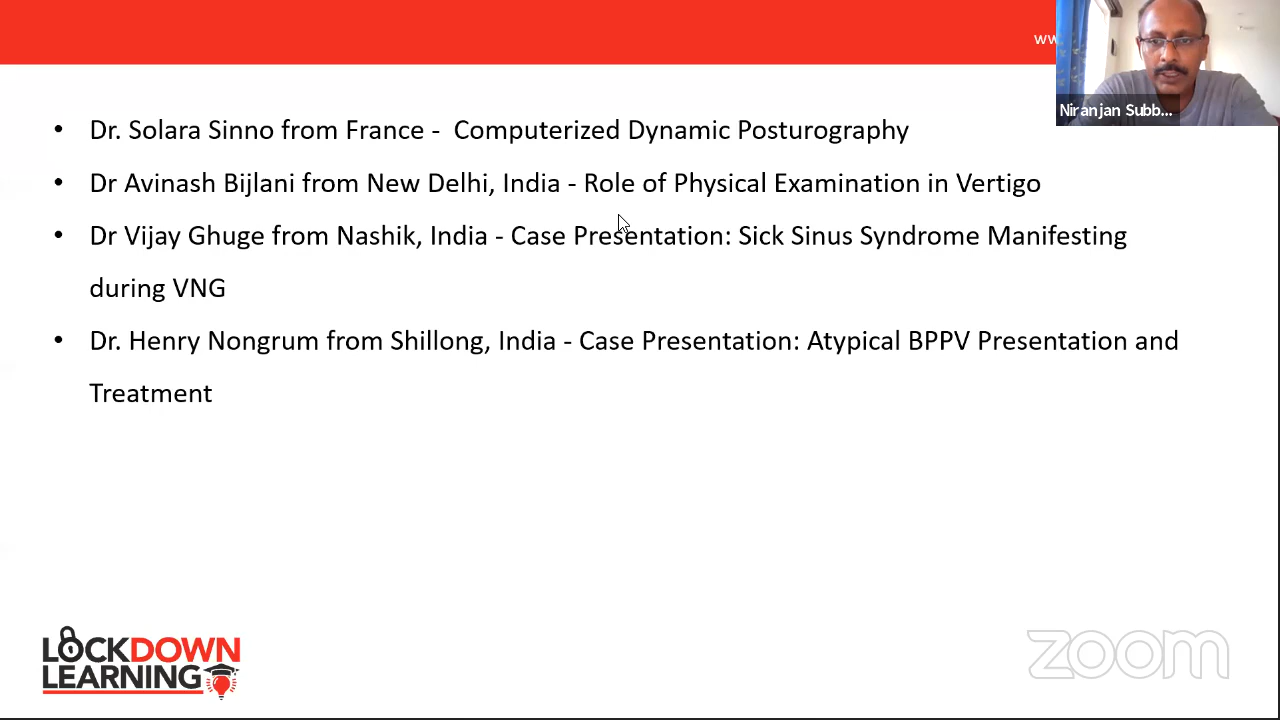 ww
Niranjan Subb...
• Dr. Solara Sinno from France -  Computerized Dynamic Posturography
• Dr Avinash Bijlani from New Delhi, India - Role of Physical Examination in Vertigo
• Dr Vijay Ghuge from Nashik, India - Case Presentation: Sick Sinus Syndrome Manifesting
during VNG
• Dr. Henry Nongrum from Shillong, India - Case Presentation: Atypical BPPV Presentation and
Treatment
LOCKDOWN
LEARNING
zoom